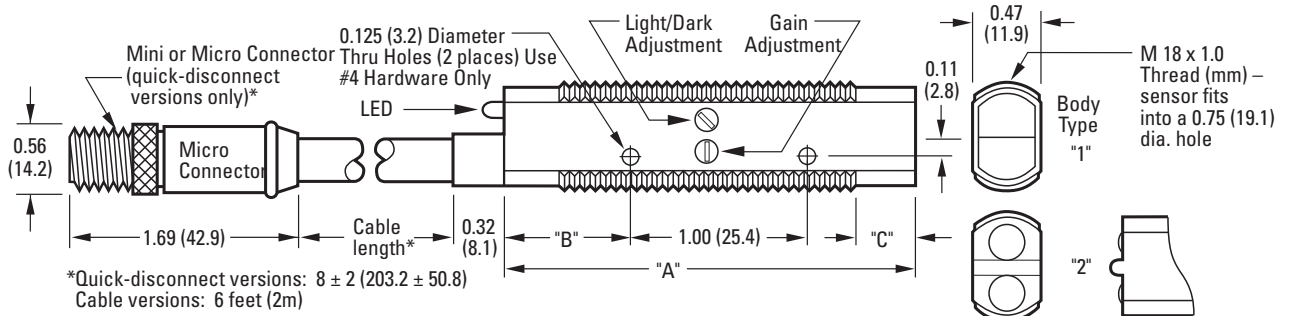 Mini or Micro Connector
(quick-disconnect
versions only)*
0.125 (3.2) Diameter
Thru Holes (2 places) Use
#4 Hardware Only
LED
Light/Dark
Adjustment
Gain
Adjustment
0.47
(11.9)
0.11
(2.8)
M 18 x 1.0
Thread (mm) –
sensor fits
into a 0.75 (19.1)
dia. hole
Body
Type
"1"
0.56
(14.2)
Micro
Connector
1.69 (42.9)
Cable
length*
0.32
(8.1)
"B"
1.00 (25.4)
"C"
"A"
"2"
*Quick-disconnect versions: 8 ± 2 (203.2 ± 50.8)
Cable versions: 6 feet (2m)